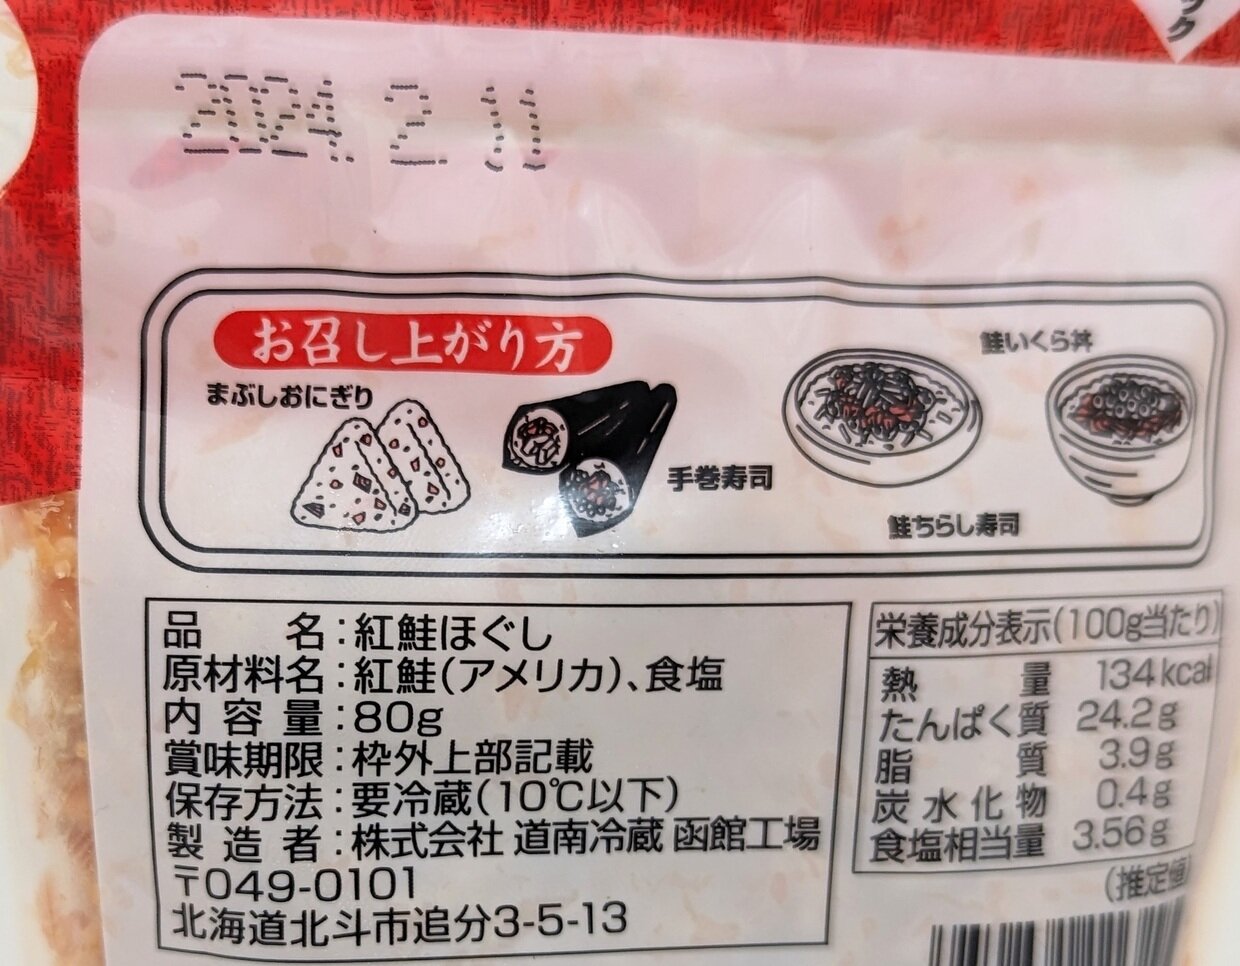 ック
2024.2.11
お召し上がり方
まぶしおにぎり
手巻寿司
鮭ちらし寿司
鮭いくら丼
品名:紅鮭ほぐし
原材料名:紅鮭(アメリカ)、食塩
内容量:80g
賞味期限:枠外上部記載
保存方法:要冷蔵(10℃以下)
製造者:株式会社 道南冷蔵 函館工場
〒049-0101
北海道北斗市追分3-5-13
栄養成分表示(100g当たり)
熱量 134kcal
たんぱく質 24.2g
脂質 3.9g
炭水化物 0.4g
食塩相当量 3.56g
(推定値)